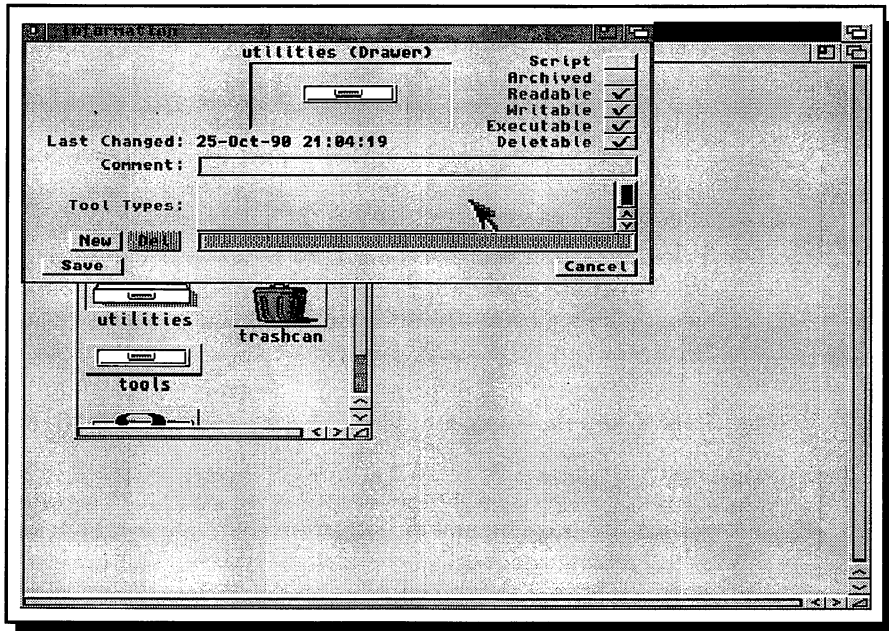 Information
utilities (Drawer)
Script
Archived
Readable
Writable
Executable
Deletable
Last Changed: 25-Oct-90 21:04:19
Comment:
Tool Types:
New Del
Save Cancel
utilities
trashcan
tools